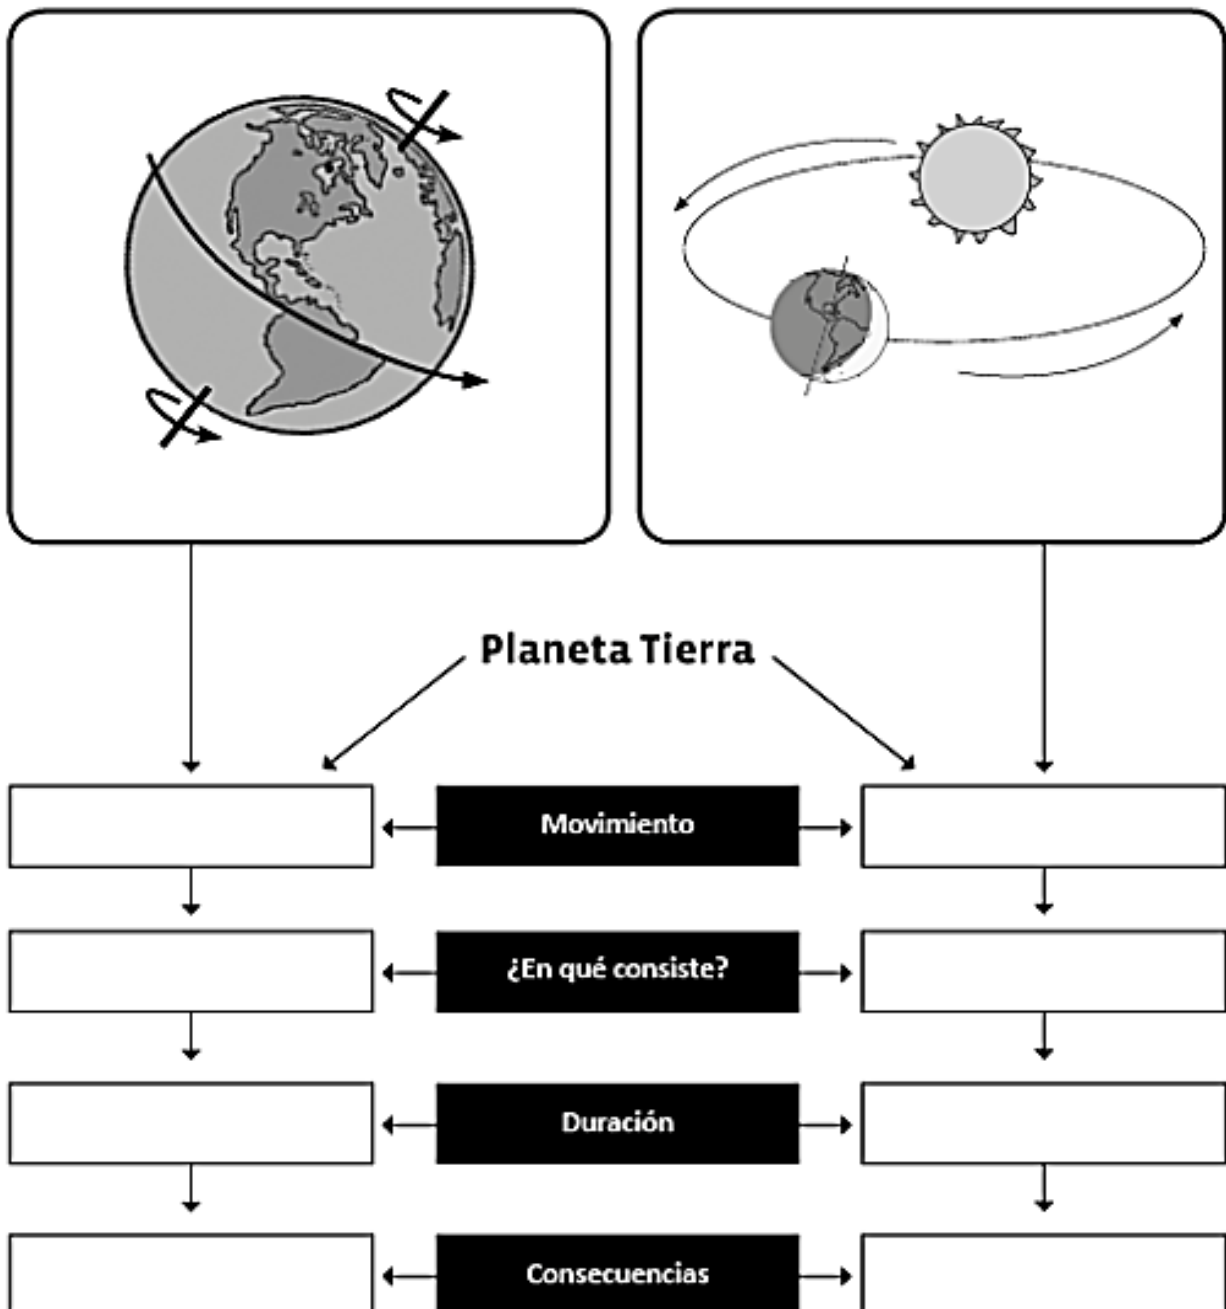 Planeta Tierra
Movimiento
¿En qué consiste?
Duración
Consecuencias